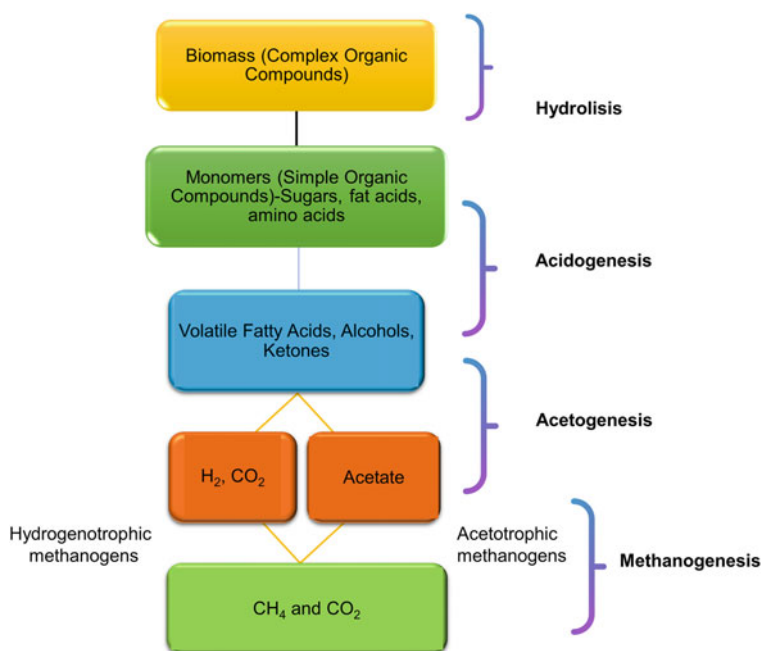 Biomass (Complex Organic
Compounds)
Hydrolisis
Monomers (Simple Organic
Compounds)-Sugars, fat acids,
amino acids
Acidogenesis
Volatile Fatty Acids, Alcohols,
Ketones
Acetogenesis
H₂, CO₂
Acetate
Hydrogenotrophic
methanogens
Acetotrophic
methanogens
Methanogenesis
CH₄ and CO₂